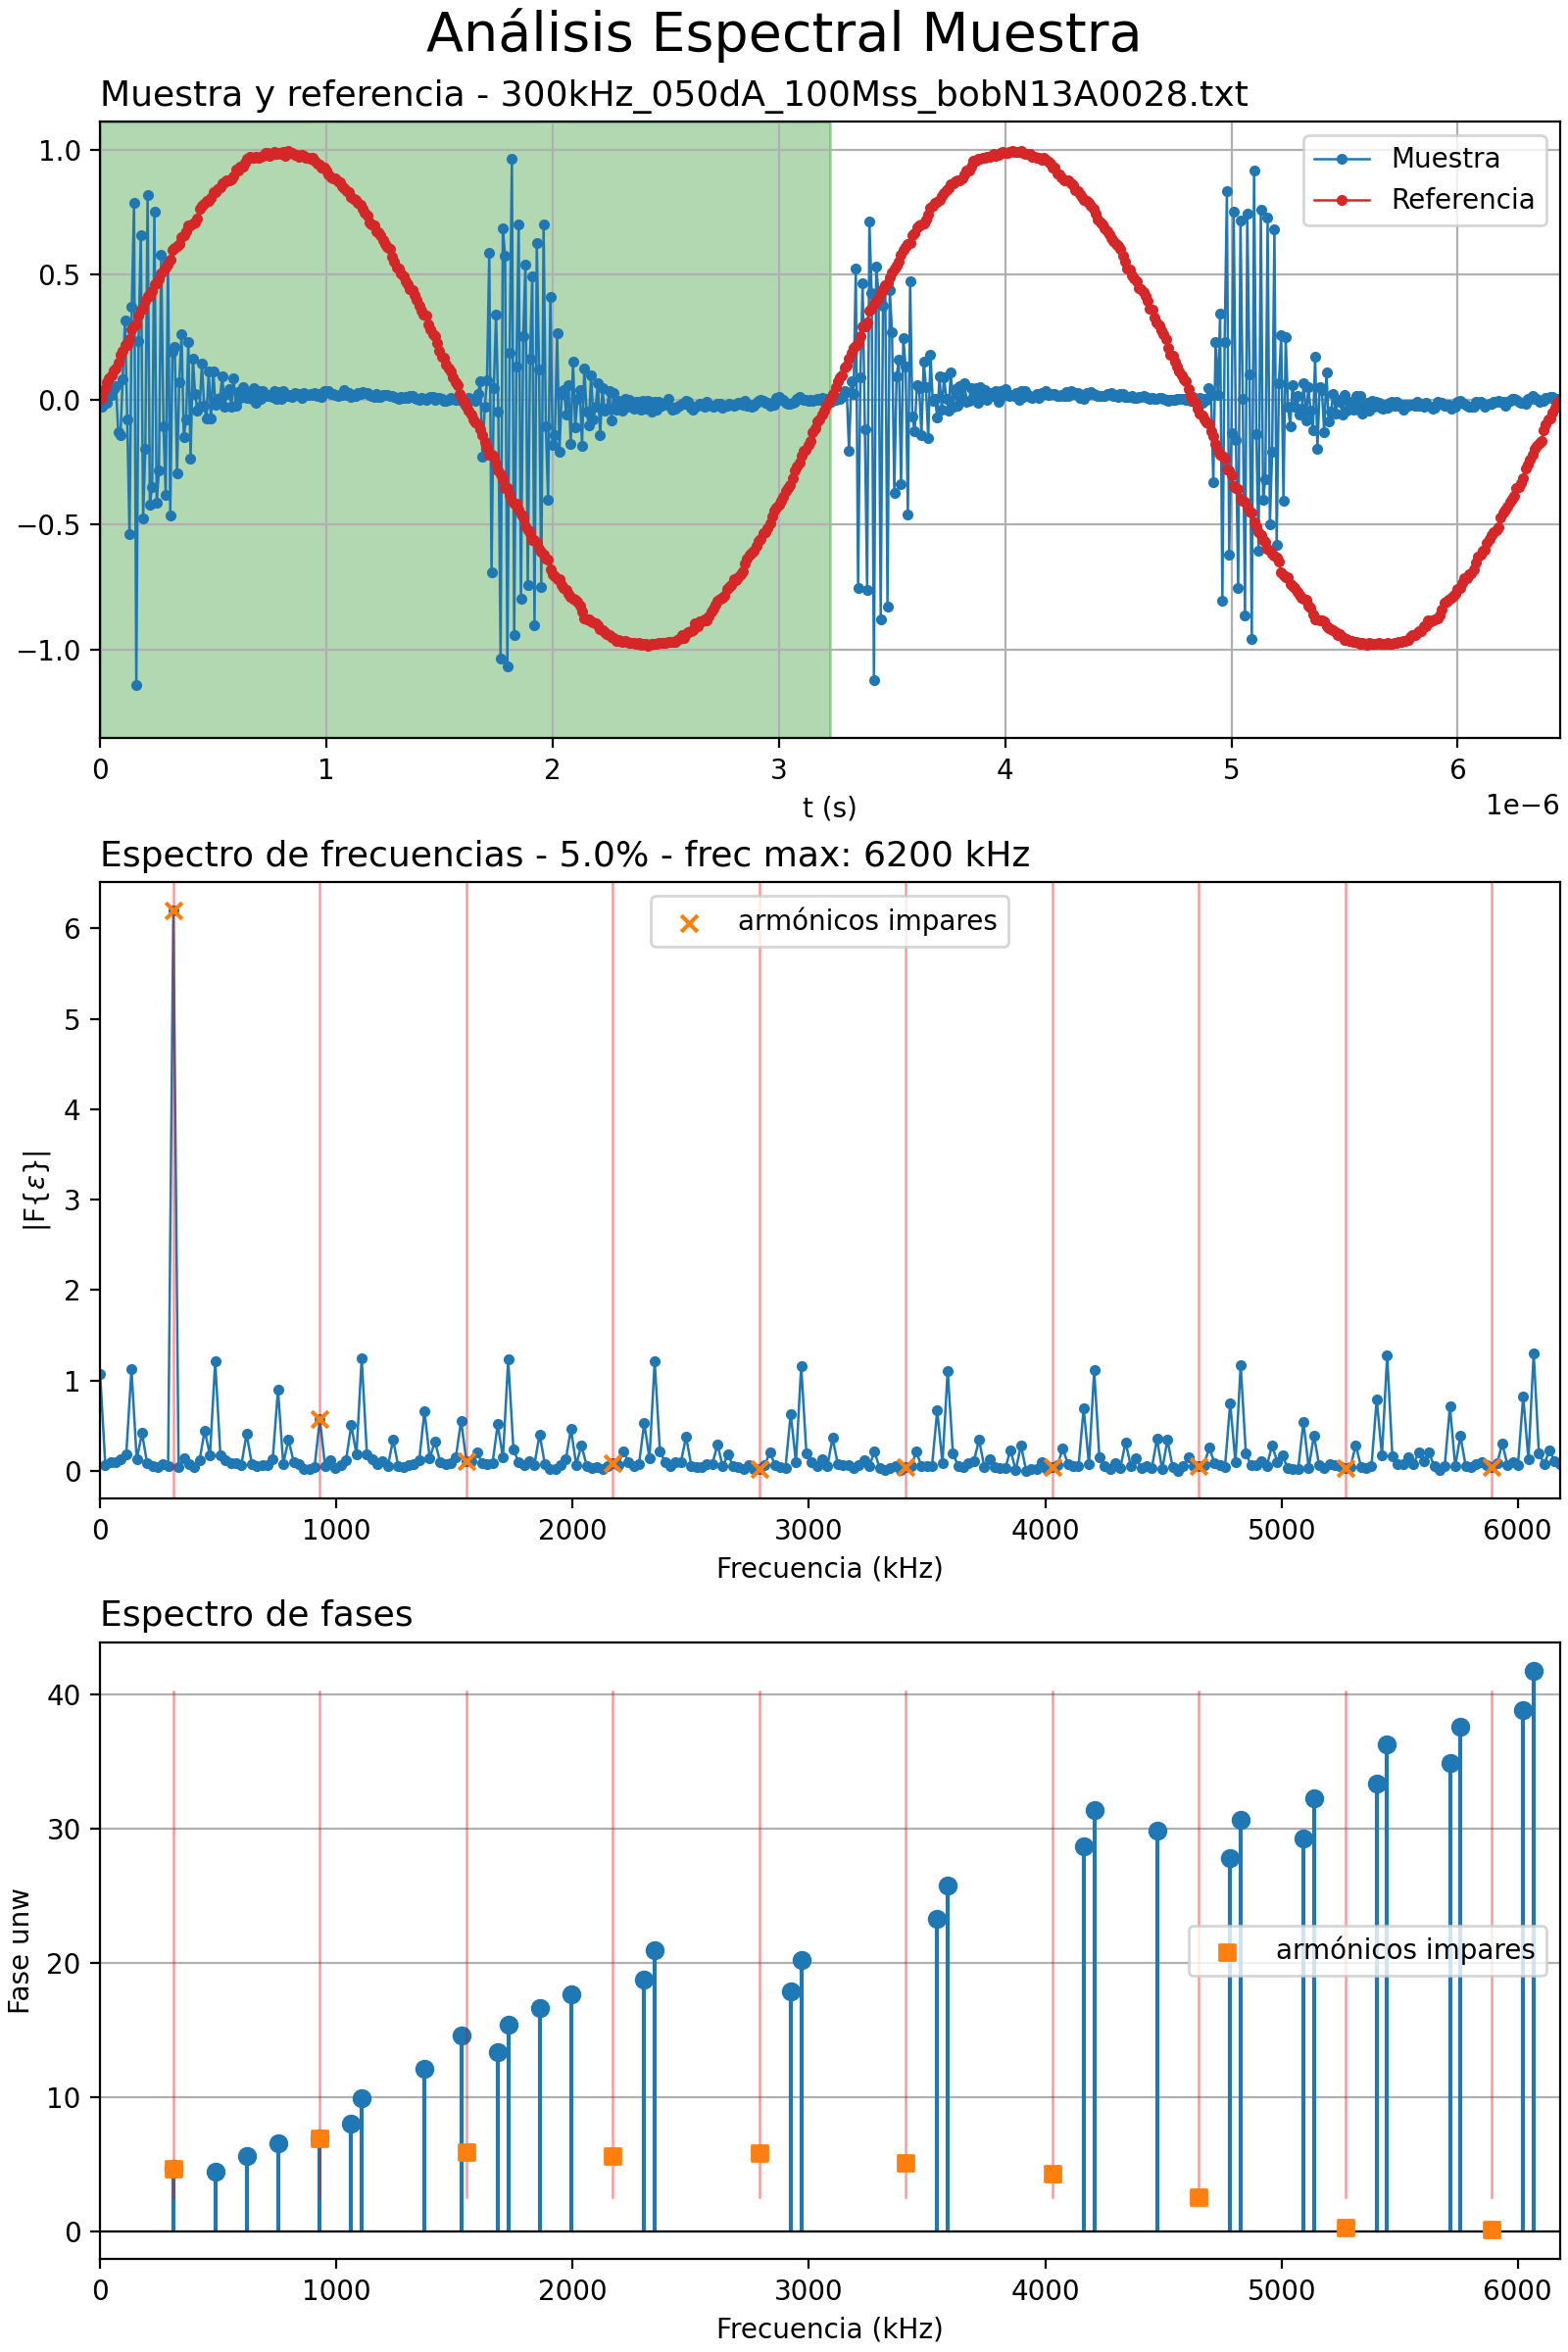 Análisis Espectral Muestra
Muestra y referencia - 300kHz_050dA_100Mss_bobN13A0028.txt
1.0
0.5
0.0
−0.5
−1.0
Muestra
Referencia
0 1 2 3 4 5 6
t (s)
1e−6
Espectro de frecuencias - 5.0% - frec max: 6200 kHz
armónicos impares
6
5
4
3
2
1
0
|F{ε}|
0 1000 2000 3000 4000 5000 6000
Frecuencia (kHz)
Espectro de fases
40
30
20
10
0
Fase unw
armónicos impares
0 1000 2000 3000 4000 5000 6000
Frecuencia (kHz)